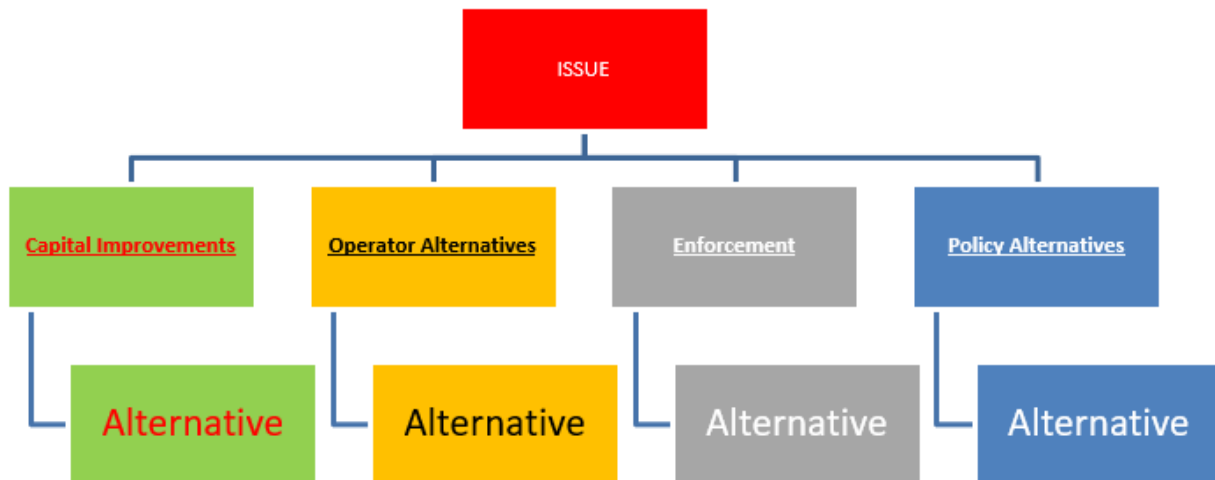 ISSUE
Capital Improvements
Operator Alternatives
Enforcement
Policy Alternatives
Alternative
Alternative
Alternative
Alternative